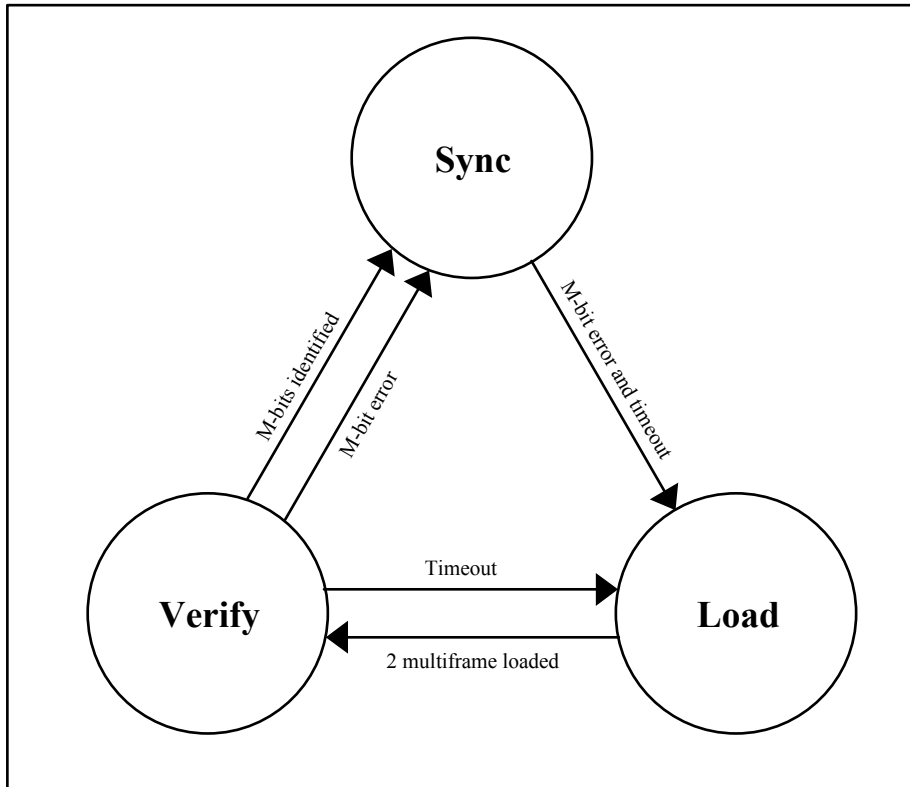 Sync
M-bits identified
M-bit error
M-bit error and timeout
Timeout
Verify
Load
2 multiframe loaded